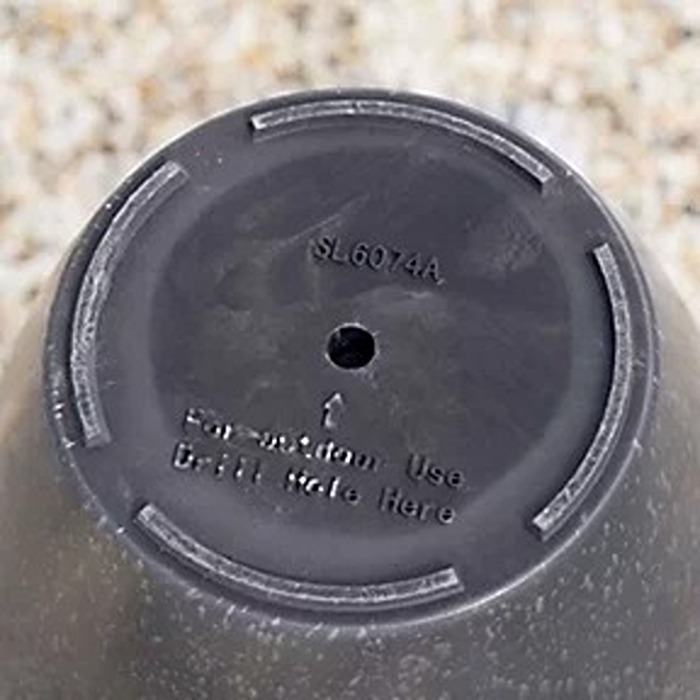 SL6074A
↑
For outdoor Use
Drill Hole Here